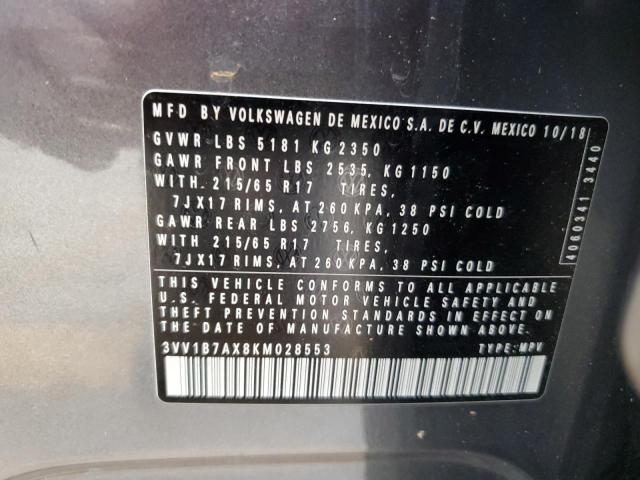 MFD BY VOLKSWAGEN DE MEXICO S.A. DE C.V. MEXICO 10/18
GVWR LBS 5181 KG 2350
GAWR FRONT LBS 2535, KG 1150
WITH. 215/65 R17 TIRES,
7JX17 RIMS, AT 260 KPA, 38 PSI COLD
GAWR REAR LBS 2756, KG 1250
WITH 215/65 R17 TIRES,
7JX17 RIMS, AT 260 KPA, 38 PSI COLD
THIS VEHICLE CONFORMS TO ALL APPLICABLE
U.S. FEDERAL MOTOR VEHICLE SAFETY AND
THEFT PREVENTION STANDARDS IN EFFECT ON
THE DATE OF MANUFACTURE SHOWN ABOVE
3VV1B7AX8KM028553 TYPE: MPV
4060341 3440